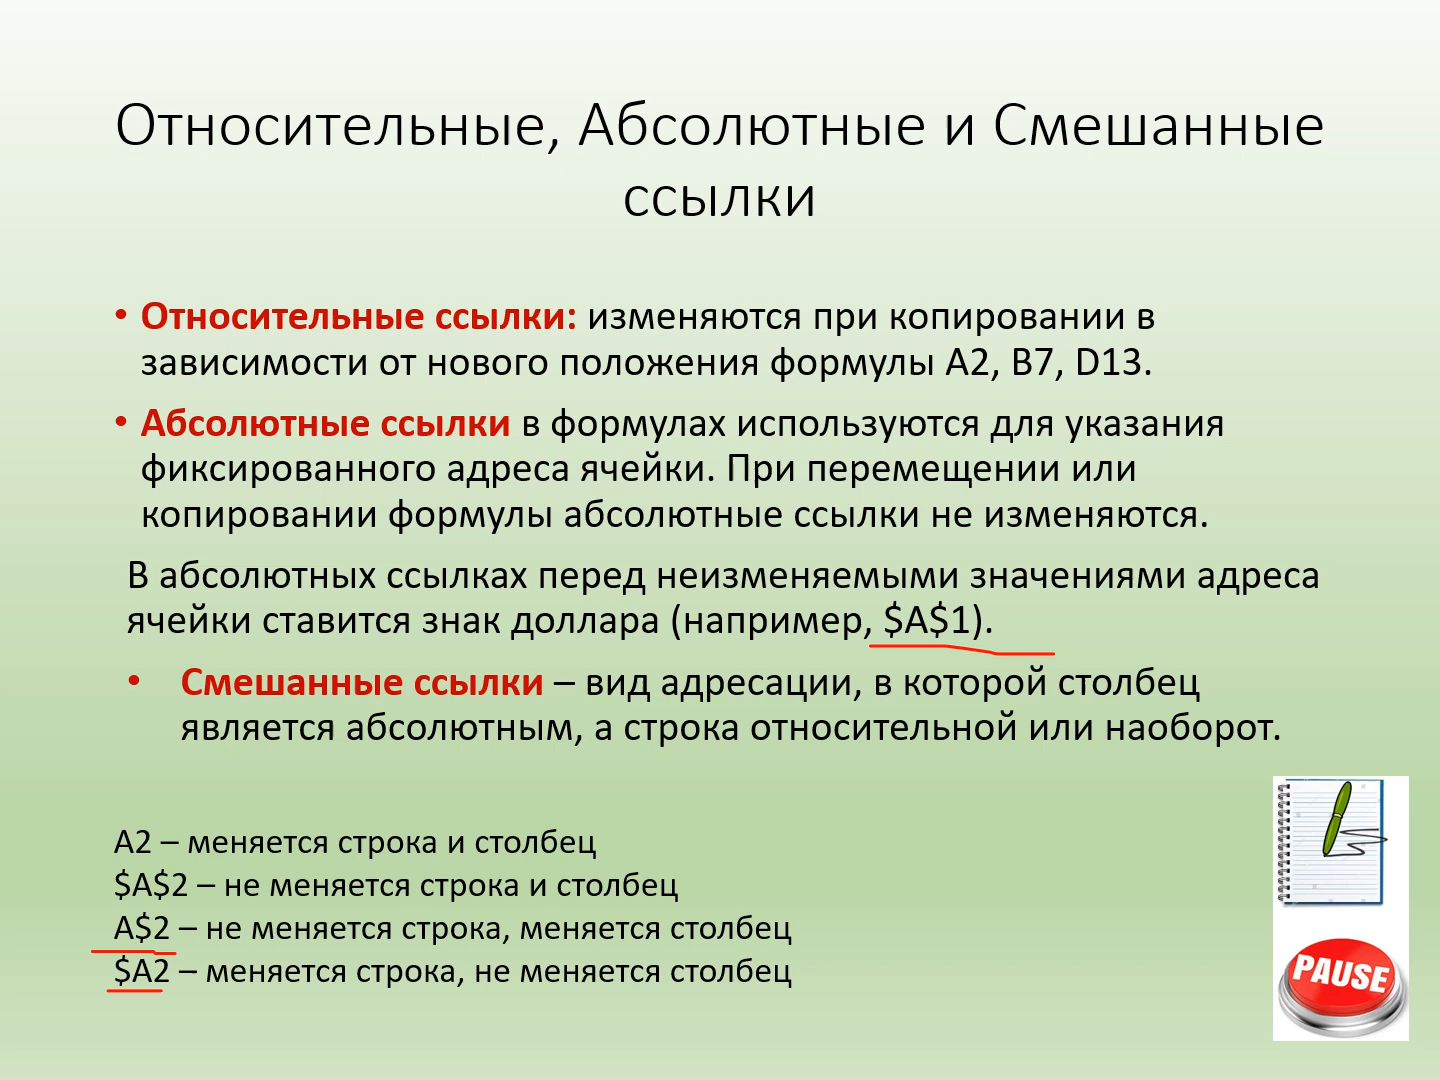 Относительные, Абсолютные и Смешанные
ссылки
• Относительные ссылки: изменяются при копировании в
зависимости от нового положения формулы A2, B7, D13.
• Абсолютные ссылки в формулах используются для указания
фиксированного адреса ячейки. При перемещении или
копировании формулы абсолютные ссылки не изменяются.
В абсолютных ссылках перед неизменяемыми значениями адреса
ячейки ставится знак доллара (например, $A$1).
• Смешанные ссылки – вид адресации, в которой столбец
является абсолютным, а строка относительной или наоборот.
A2 – меняется строка и столбец
$A$2 – не меняется строка и столбец
A$2 – не меняется строка, меняется столбец
$A2 – меняется строка, не меняется столбец
PAUSE